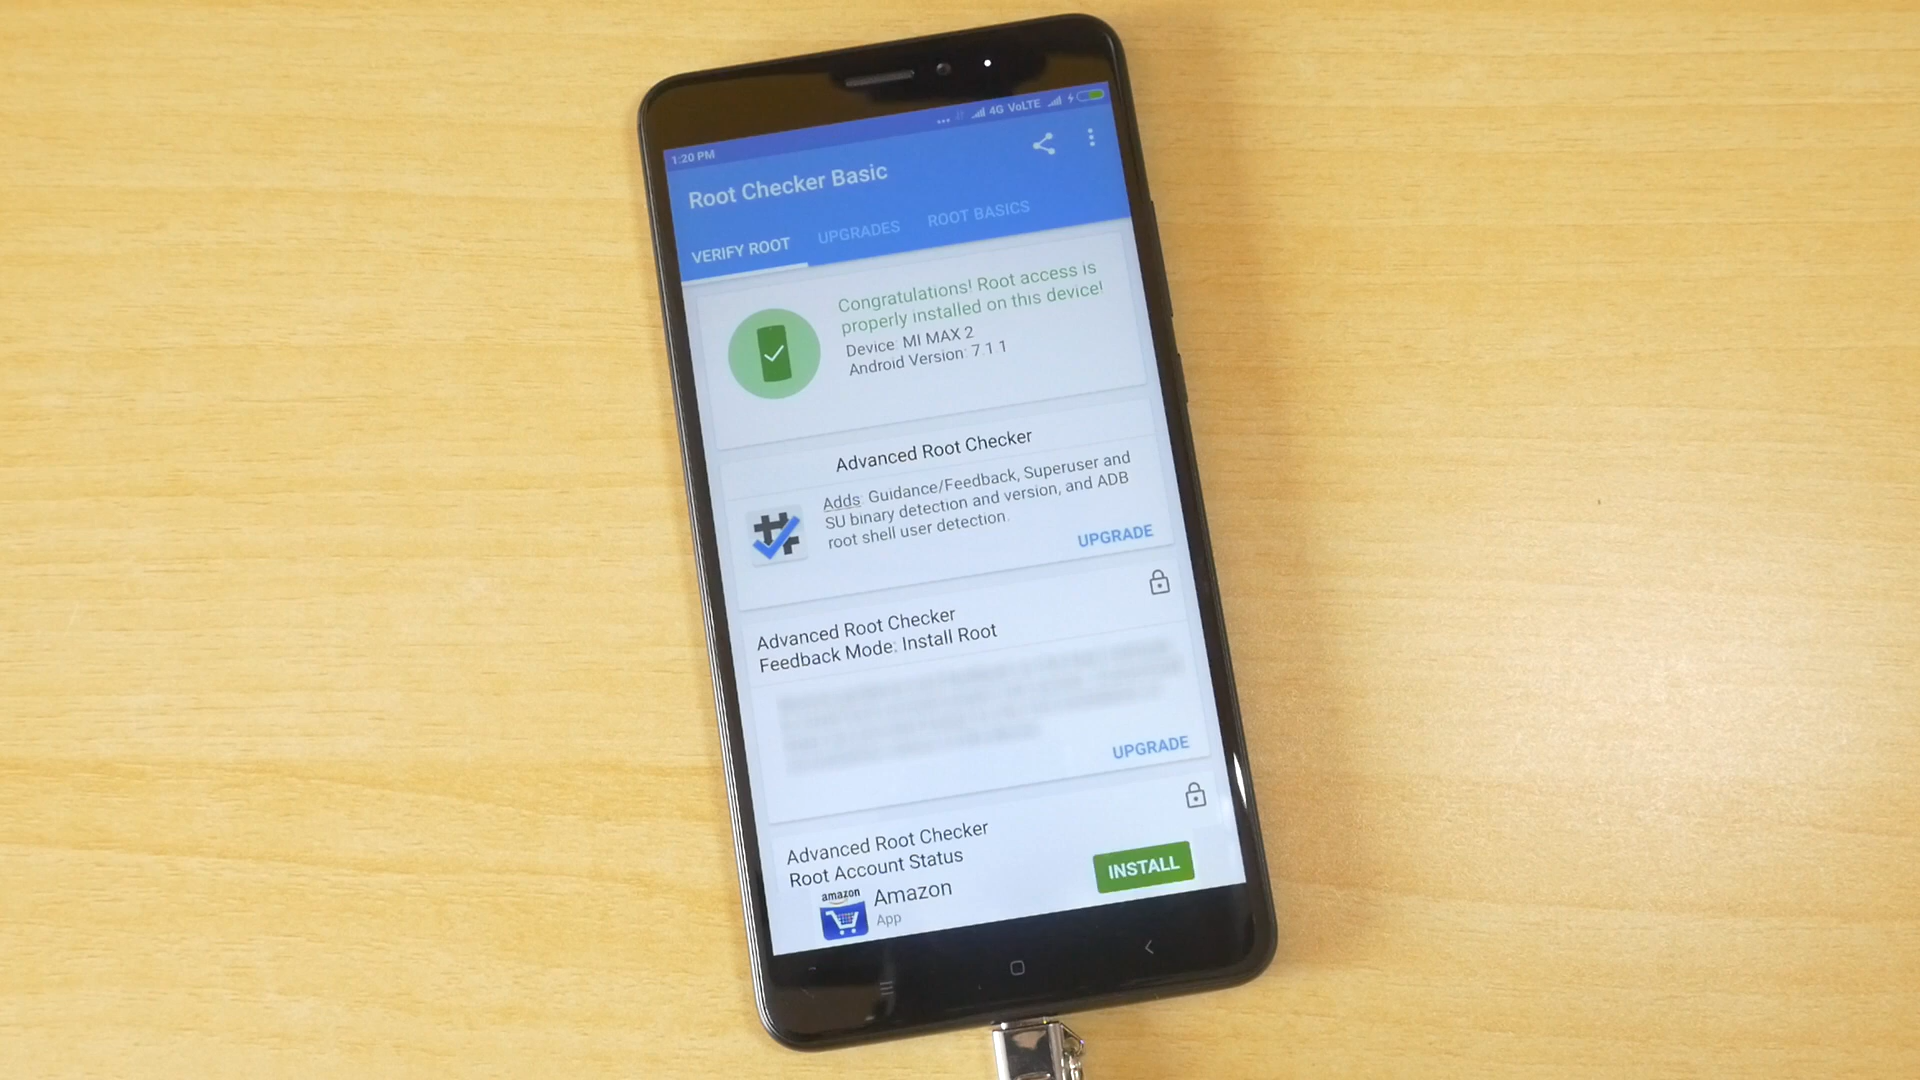 1:20 PM
4G VoLTE
Root Checker Basic
VERIFY ROOT
UPGRADES
ROOT BASICS
Congratulations! Root access is
properly installed on this device!
Device: MI MAX 2
Android Version: 7.1.1
Advanced Root Checker
Adds: Guidance/Feedback, Superuser and
SU binary detection and version, and ADB
root shell user detection.
UPGRADE
Advanced Root Checker
Feedback Mode: Install Root
UPGRADE
Advanced Root Checker
Root Account Status
amazon
Amazon
App
INSTALL